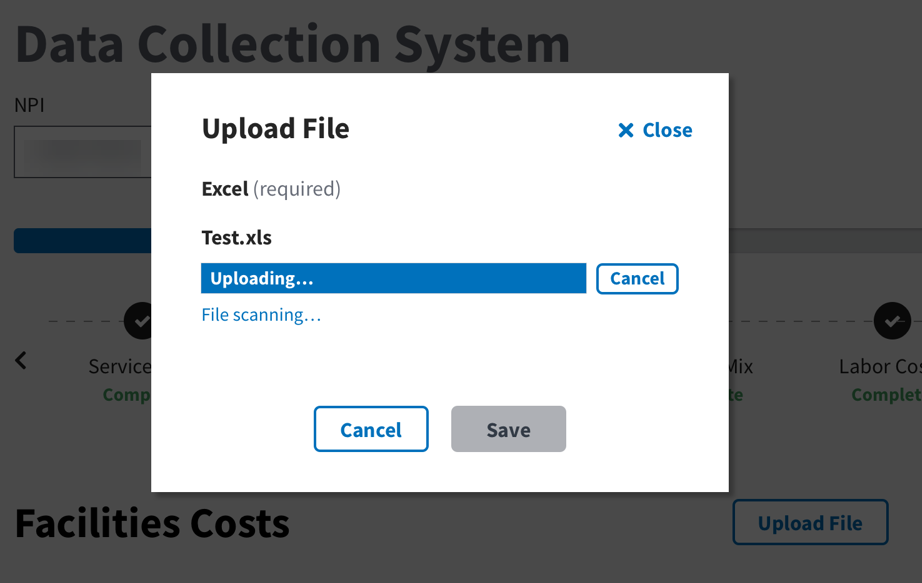 Data Collection System
NPI
Upload File
Close
Excel (required)
Test.xls
Uploading...
Cancel
File scanning...
Service
Mix
Labor Cos
Comp
te
Complet
Cancel
Save
Facilities Costs
Upload File